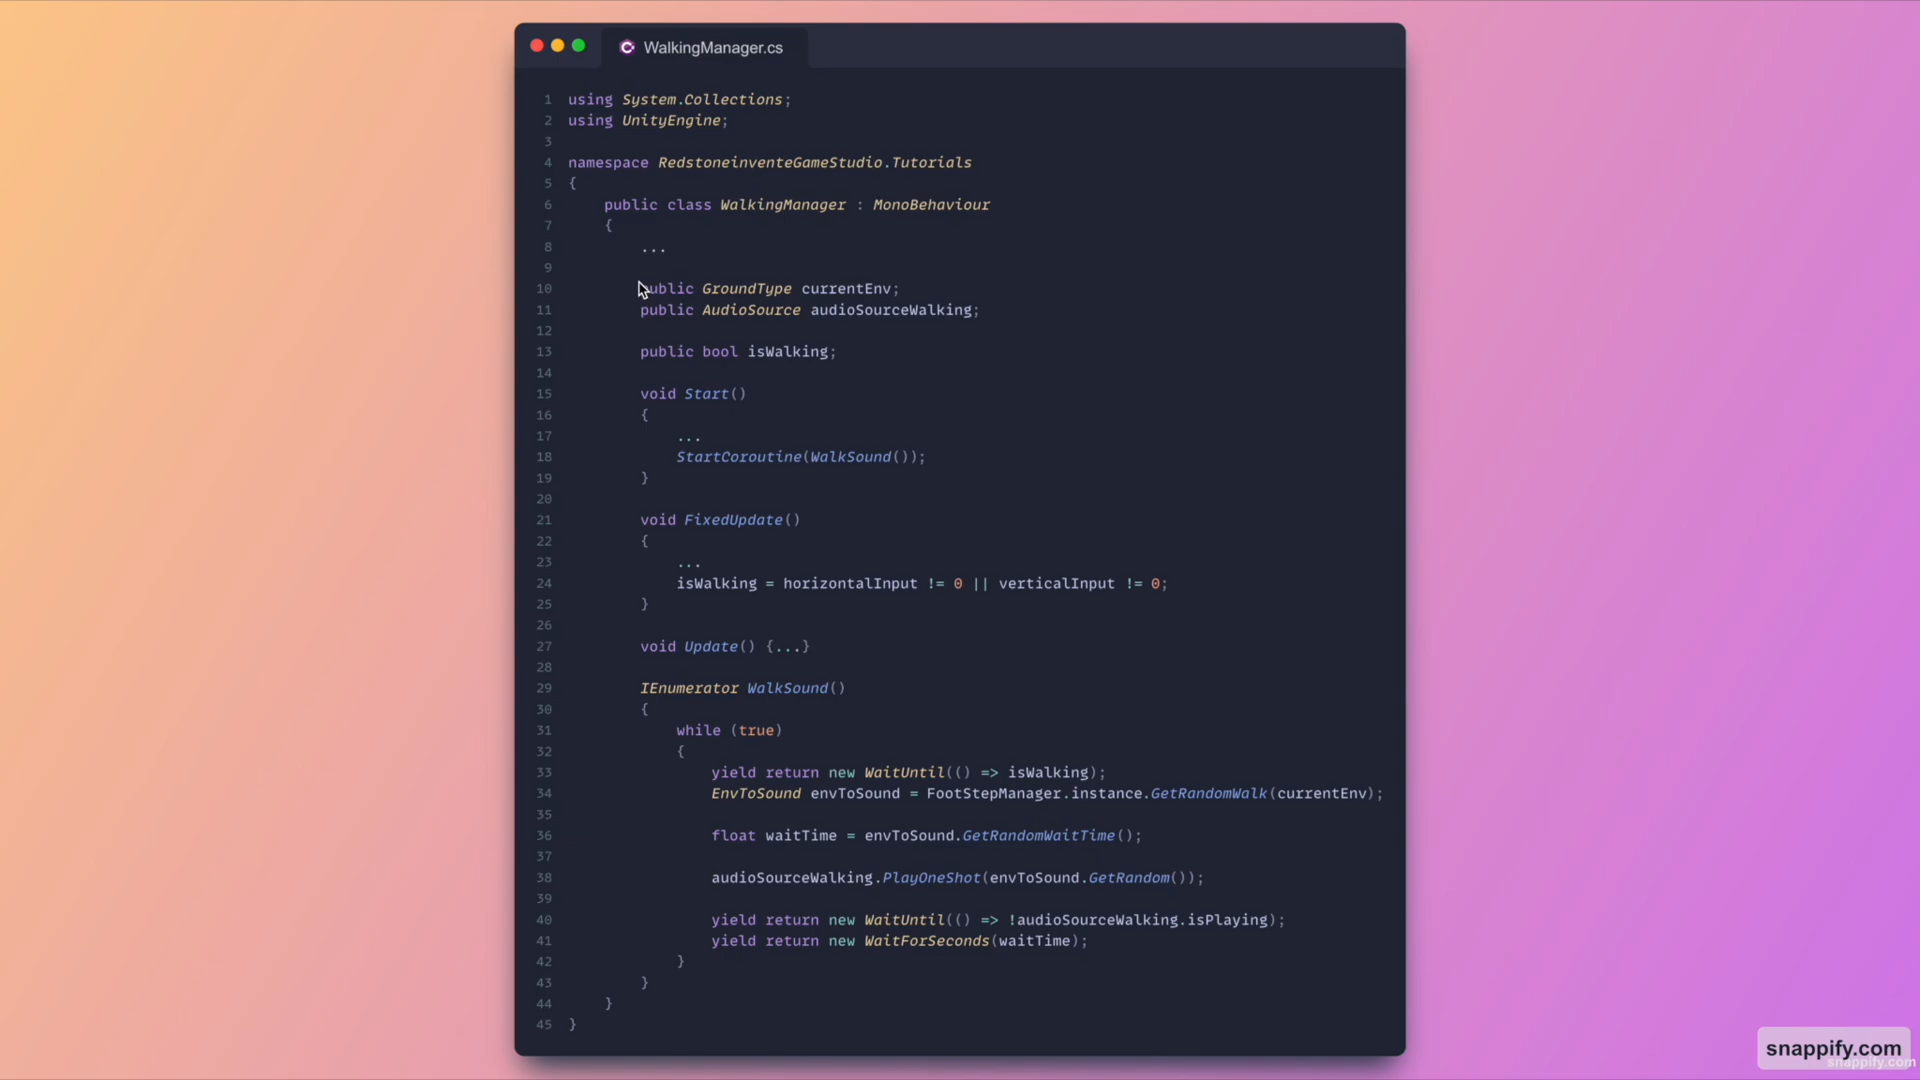 WalkingManager.cs
1 using System.Collections;
2 using UnityEngine;
3
4 namespace RedstoneinventeGameStudio.Tutorials
5 {
6 public class WalkingManager : MonoBehaviour
7 {
8 ...
9
10 public GroundType currentEnv;
11 public AudioSource audioSourceWalking;
12
13 public bool isWalking;
14
15 void Start()
16 {
17 ...
18 StartCoroutine(WalkSound());
19 }
20
21 void FixedUpdate()
22 {
23 ...
24 isWalking = horizontalInput != 0 || verticalInput != 0;
25 }
26
27 void Update() {...}
28
29 IEnumerator WalkSound()
30 {
31 while (true)
32 {
33 yield return new WaitUntil(() => isWalking);
34 EnvToSound envToSound = FootStepManager.instance.GetRandomWalk(currentEnv);
35
36 float waitTime = envToSound.GetRandomWaitTime();
37
38 audioSourceWalking.PlayOneShot(envToSound.GetRandom());
39
40 yield return new WaitUntil(() => !audioSourceWalking.isPlaying);
41 yield return new WaitForSeconds(waitTime);
42 }
43 }
44 }
45 }
snappify.com
snappify.com